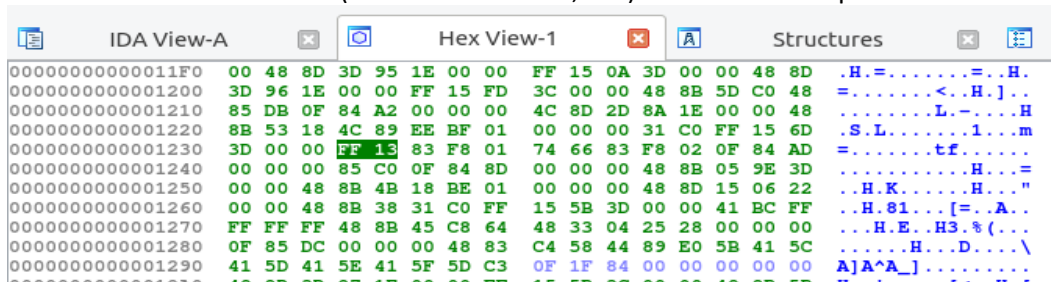 IDA View-A Hex View-1 Structures
00000000000011F0 00 48 8D 3D 95 1E 00 00 FF 15 0A 3D 00 00 48 8D .H.=.......=..H.
0000000000001200 3D 96 1E 00 00 FF 15 FD 3C 00 00 48 8B 5D C0 48 =.......<..H.]..
0000000000001210 85 DB 0F 84 A2 00 00 00 4C 8D 2D 8A 1E 00 00 48 ........L.-....H
0000000000001220 8B 53 18 4C 89 EE BF 01 00 00 00 31 C0 FF 15 6D .S.L.......1...m
0000000000001230 3D 00 00 FF 13 83 F8 01 74 66 83 F8 02 0F 84 AD =.......tf......
0000000000001240 00 00 00 85 C0 0F 84 8D 00 00 00 48 8B 05 9E 3D ...........H...=
0000000000001250 00 00 48 8B 4B 18 BE 01 00 00 00 48 8D 15 06 22 ..H.K......H..."
0000000000001260 00 00 48 8B 38 31 C0 FF 15 5B 3D 00 00 41 BC FF ..H.81...[=..A..
0000000000001270 FF FF FF 48 8B 45 C8 64 48 33 04 25 28 00 00 00 ...H.E..H3.%(...
0000000000001280 0F 85 DC 00 00 00 48 83 C4 58 44 89 E0 5B 41 5C ......H..D....\
0000000000001290 41 5D 41 5E 41 5F 5D C3 0F 1F 84 00 00 00 00 00 A]A^A_].........